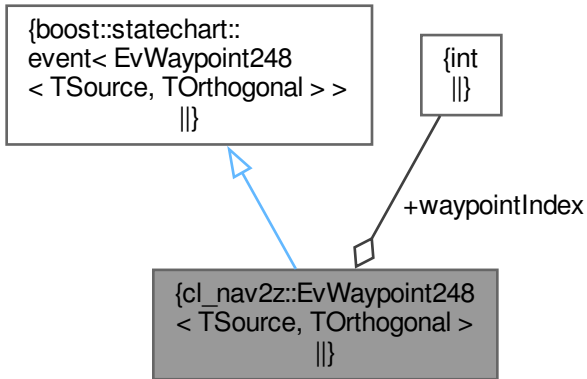 {boost::statechart::
event< EvWaypoint248
< TSource, TOrthogonal > >
||}
{int
||}
+waypointIndex
{cl_nav2z::EvWaypoint248
< TSource, TOrthogonal >
||}